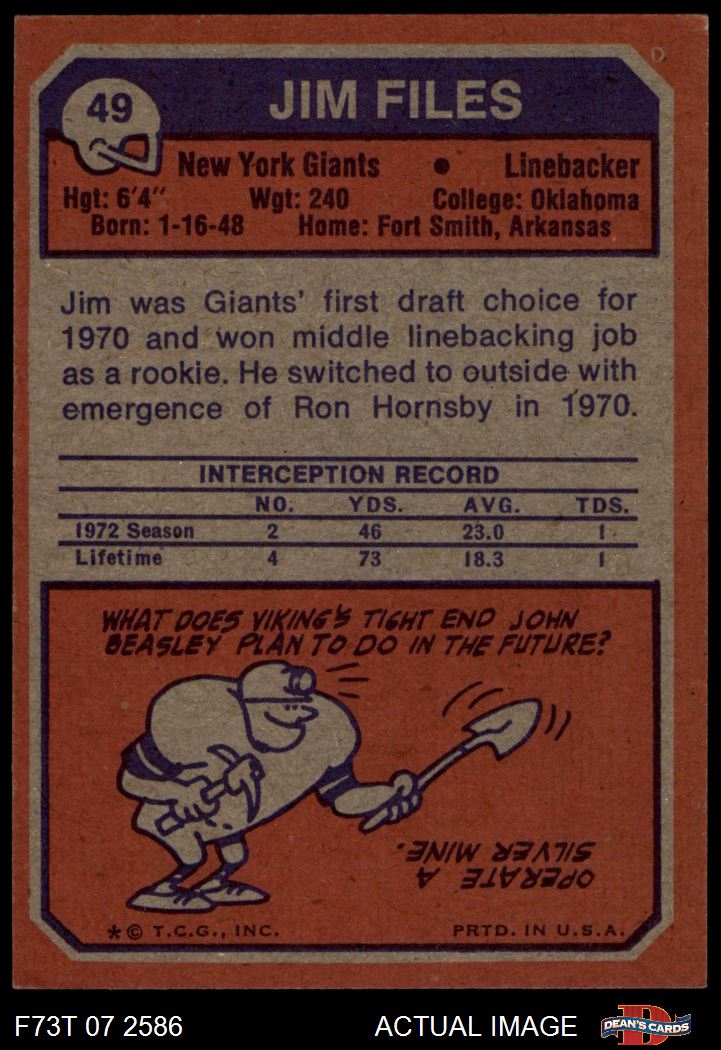 49
JIM FILES
New York Giants • Linebacker
Hgt: 6'4" Wgt: 240 College: Oklahoma
Born: 1-16-48 Home: Fort Smith, Arkansas
Jim was Giants' first draft choice for
1970 and won middle linebacking job
as a rookie. He switched to outside with
emergence of Ron Hornsby in 1970.
INTERCEPTION RECORD
NO. YDS. AVG. TDS.
1972 Season 2 46 23.0 1
Lifetime 4 73 18.3 1
WHAT DOES VIKING'S TIGHT END JOHN
BEASLEY PLAN TO DO IN THE FUTURE?
OPERATE A
SILVER MINE.
*© T.C.G., INC. PRTD. IN U.S.A.
F73T 07 2586 ACTUAL IMAGE DEAN'S CARDS